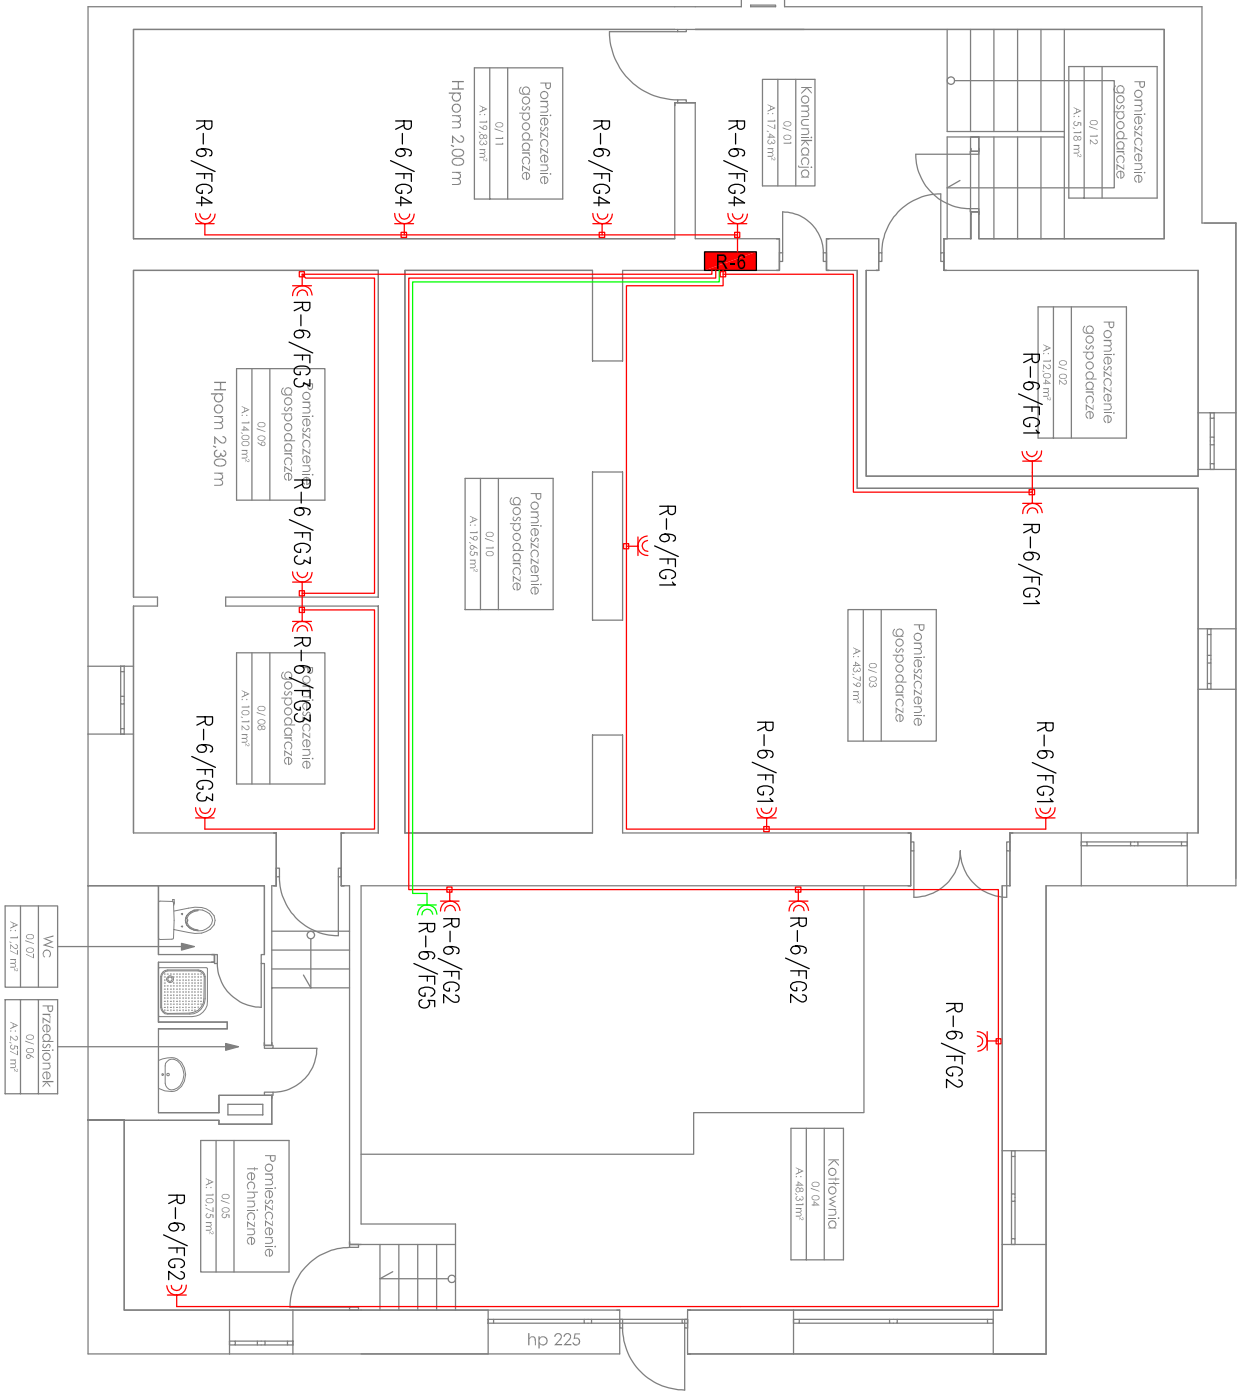 Pomieszczenie
gospodarcze
0/ 11
A: 19,83 m²
Hpom 2,00 m
Komunikacja
0/ 01
A: 17,43 m²
Pomieszczenie
gospodarcze
0/ 12
A: 5,18 m²
R-6/FG4
R-6/FG4
R-6/FG4
R-6/FG4
R-6
R-6/FG3
Pomieszczenie
gospodarcze
0/ 09
A: 14,00 m²
Hpom 2,30 m
R-6/FG3
Pomieszczenie
gospodarcze
0/ 02
A: 12,04 m²
R-6/FG1
R-6/FG1
R-6/FG1
Pomieszczenie
gospodarcze
0/ 10
A: 19,65 m²
Pomieszczenie
gospodarcze
0/ 03
A: 43,79 m²
R-6/FG3
Pomieszczenie
gospodarcze
0/ 08
A: 10,12 m²
R-6/FG3
R-6/FG1
R-6/FG1
R-6/FG5
R-6/FG2
R-6/FG2
R-6/FG2
Wc
0/ 07
A: 1,27 m²
Przedsionek
0/ 06
A: 2,57 m²
Pomieszczenie
techniczne
0/ 05
A: 10,75 m²
R-6/FG2
Kotłownia
0/ 04
A: 48,31m²
hp 225